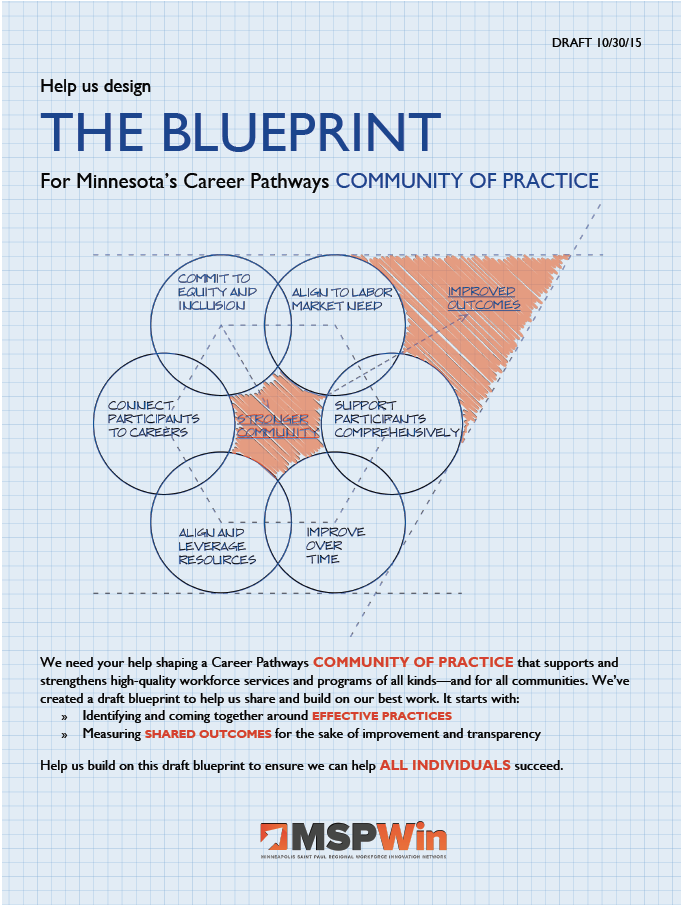 DRAFT 10/30/15
Help us design
THE BLUEPRINT
For Minnesota's Career Pathways COMMUNITY OF PRACTICE
COMMIT TO
EQUITY AND
INCLUSION
ALIGN TO LABOR
MARKET NEED
IMPROVED
OUTCOMES
CONNECT
PARTICIPANTS
TO CAREERS
STRONGER
COMMUNITY
SUPPORT
PARTICIPANTS
COMPREHENSIVELY
ALIGN AND
LEVERAGE
RESOURCES
IMPROVE
OVER
TIME
We need your help shaping a Career Pathways COMMUNITY OF PRACTICE that supports and
strengthens high-quality workforce services and programs of all kinds—and for all communities. We've
created a draft blueprint to help us share and build on our best work. It starts with:
» Identifying and coming together around EFFECTIVE PRACTICES
» Measuring SHARED OUTCOMES for the sake of improvement and transparency
Help us build on this draft blueprint to ensure we can help ALL INDIVIDUALS succeed.
MSPWin
MINNEAPOLIS SAINT PAUL REGIONAL WORKFORCE INNOVATION NETWORK